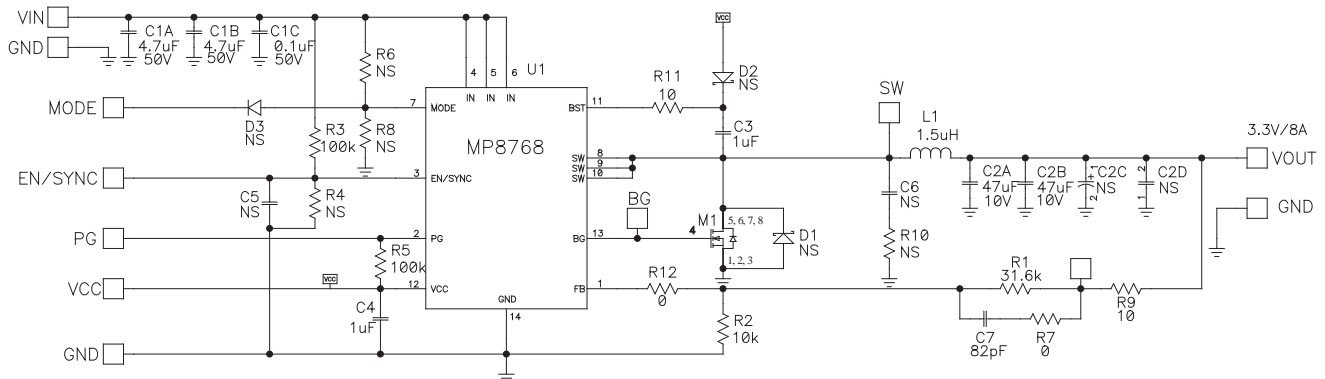 VIN
GND
C1A
4.7uF
50V
C1B
4.7uF
50V
C1C
0.1uF
50V
R6
NS
4
5
6
IN
IN
IN
U1
VCC
D2
NS
R11
10
MODE
D3
NS
7
MODE
BST
11
R3
100k
R8
NS
MP8768
C3
1uF
SW
L1
1.5uH
3.3V/8A
VOUT
EN/SYNC
3
EN/SYNC
SW
8
SW
9
SW
10
C5
NS
R4
NS
C6
NS
C2A
47uF
10V
C2B
47uF
10V
+
1
2
C2C
NS
2
1
C2D
NS
GND
BG
M1
5, 6, 7, 8
4
1, 2, 3
D1
NS
R10
NS
PG
2
PG
BG
13
R5
100k
VCC
VCC
12
VCC
FB
1
R12
0
R1
31.6k
R9
10
C4
1uF
GND
14
R2
10k
C7
82pF
R7
0
GND